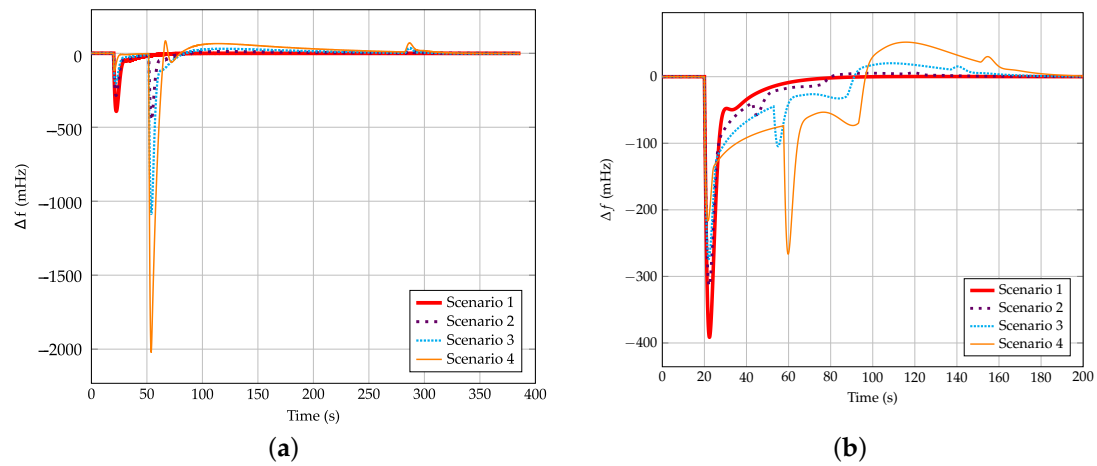 0
−500
−1000
−1500
−2000
Δ f (mHz)
0 50 100 150 200 250 300 350 400
Time (s)
Scenario 1
Scenario 2
Scenario 3
Scenario 4
(a)
0
−100
−200
−300
−400
Δf (mHz)
0 20 40 60 80 100 120 140 160 180 200
Time (s)
Scenario 1
Scenario 2
Scenario 3
Scenario 4
(b)